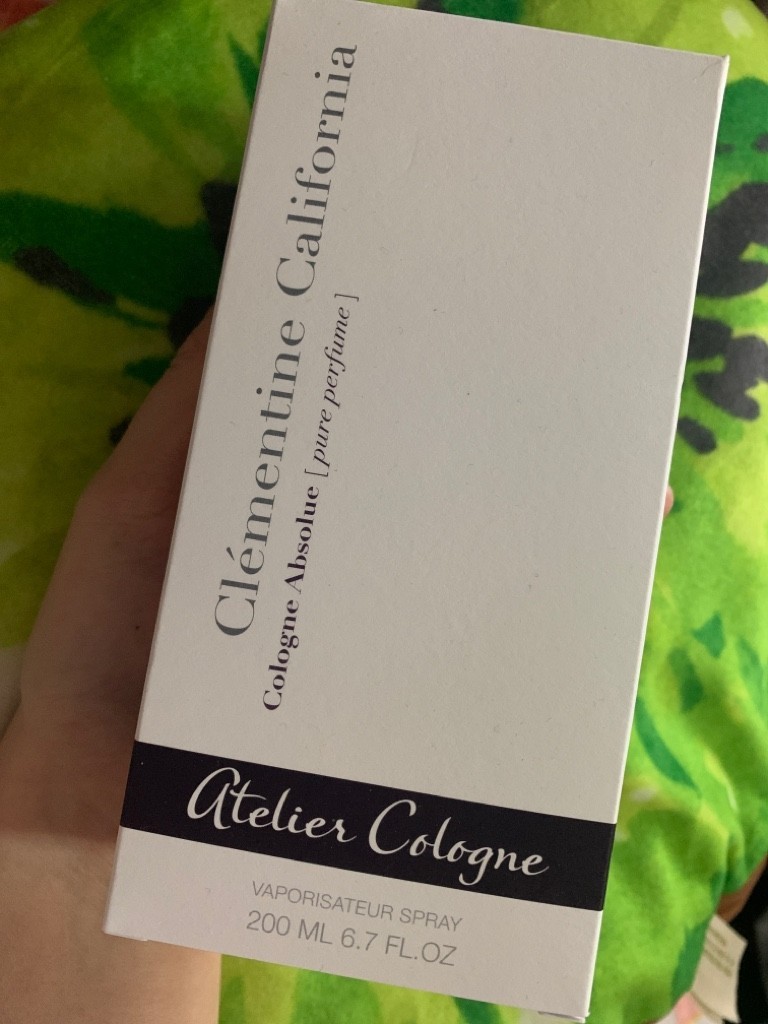 Clémentine California
Cologne Absolue [ pure perfume ]
Atelier Cologne
VAPORISATEUR SPRAY
200 ML 6.7 FL.OZ